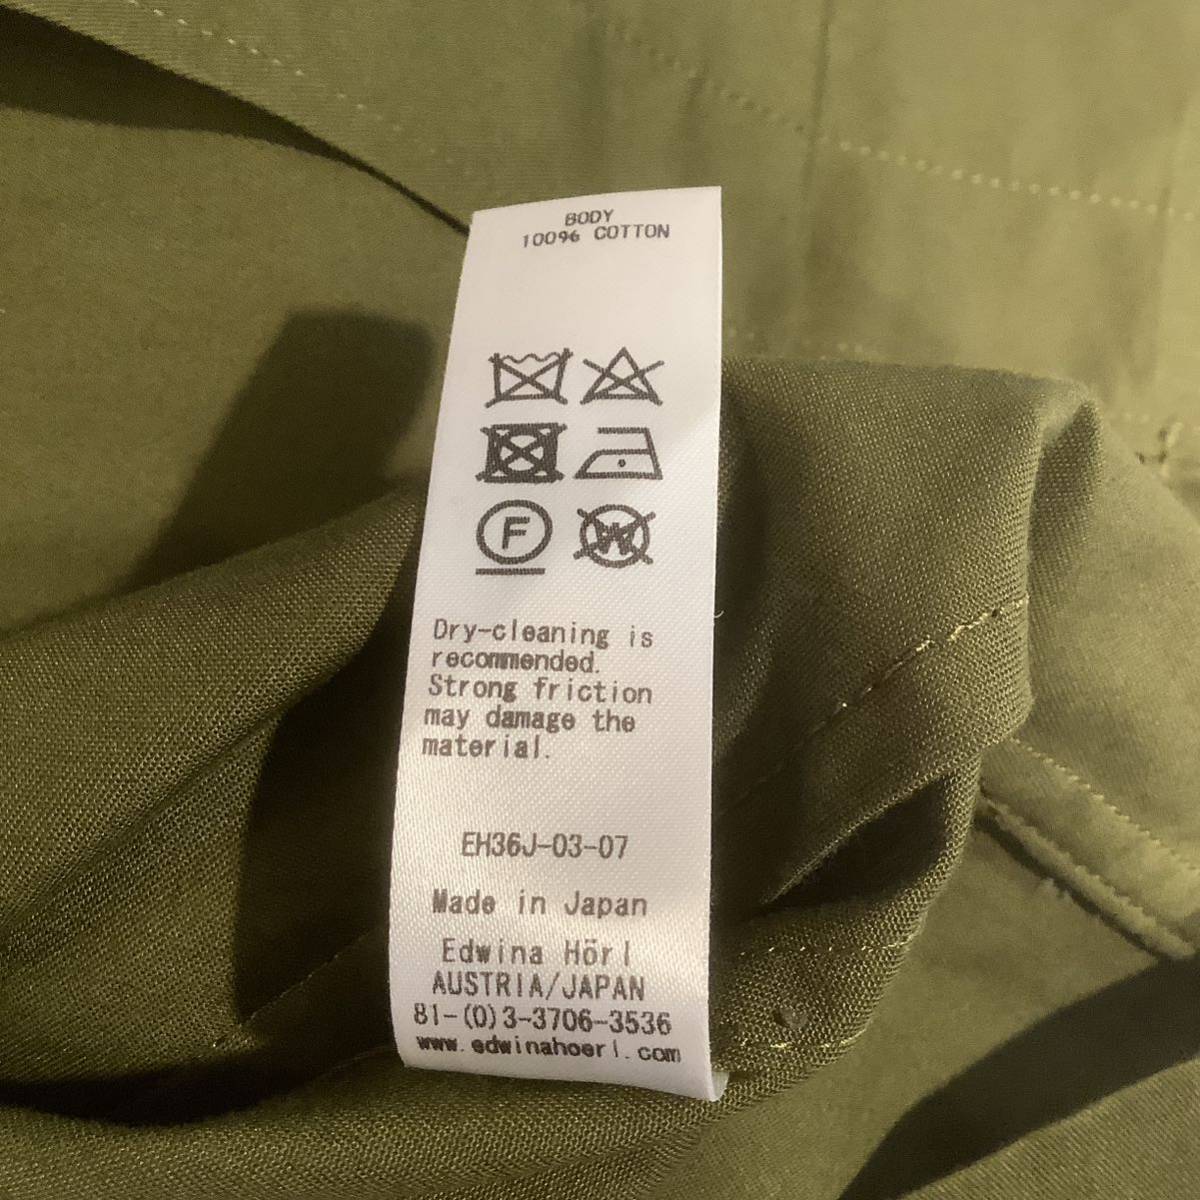 BODY
100% COTTON
F
W
Dry-cleaning is
recommended.
Strong friction
may damage the
material.
EH36J-03-07
Made in Japan
Edwina Hörl
AUSTRIA/JAPAN
81-(0)3-3706-3536
www.edwinahoerl.com